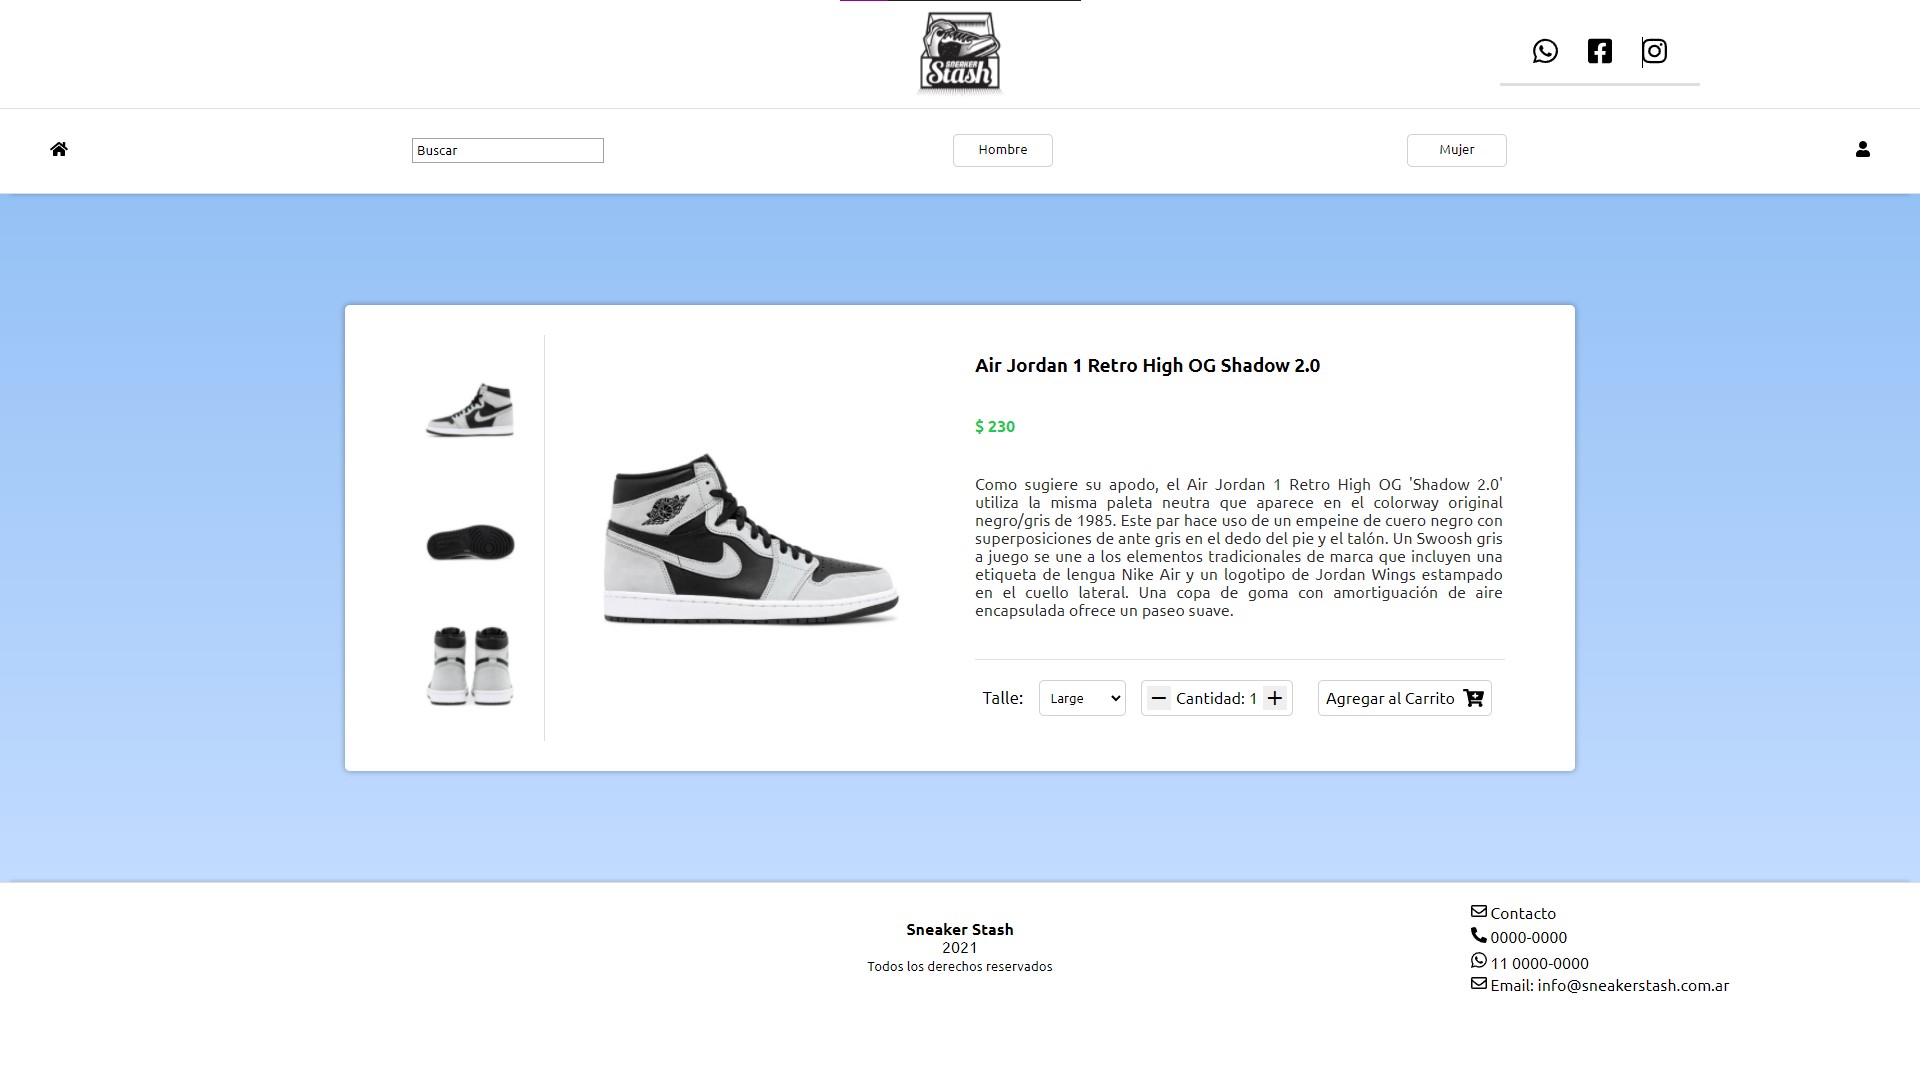 SNEAKER
Stash
Buscar
Hombre
Mujer
Air Jordan 1 Retro High OG Shadow 2.0
$ 230
Como sugiere su apodo, el Air Jordan 1 Retro High OG 'Shadow 2.0'
utiliza la misma paleta neutra que aparece en el colorway original
negro/gris de 1985. Este par hace uso de un empeine de cuero negro con
superposiciones de ante gris en el dedo del pie y el talón. Un Swoosh gris
a juego se une a los elementos tradicionales de marca que incluyen una
etiqueta de lengua Nike Air y un logotipo de Jordan Wings estampado
en el cuello lateral. Una copa de goma con amortiguación de aire
encapsulada ofrece un paseo suave.
Talle: Large Cantidad: 1 Agregar al Carrito
Sneaker Stash
2021
Todos los derechos reservados
Contacto
0000-0000
11 0000-0000
Email: info@sneakerstash.com.ar